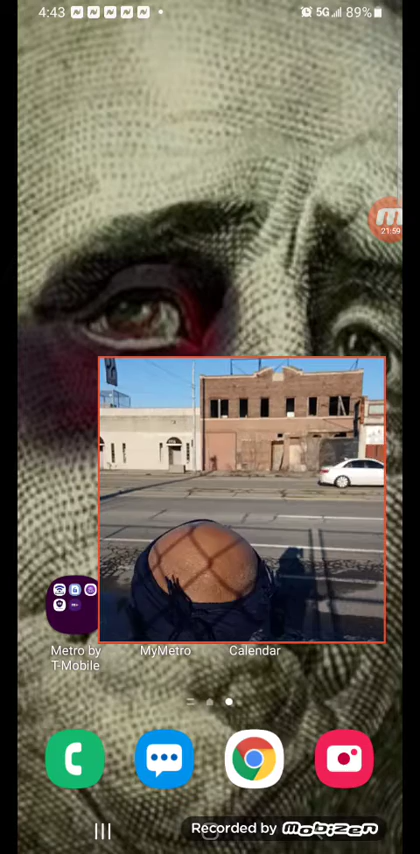 4:43
5G
89%
21:59
Metro by
T-Mobile
MyMetro
Calendar
Recorded by mobizen